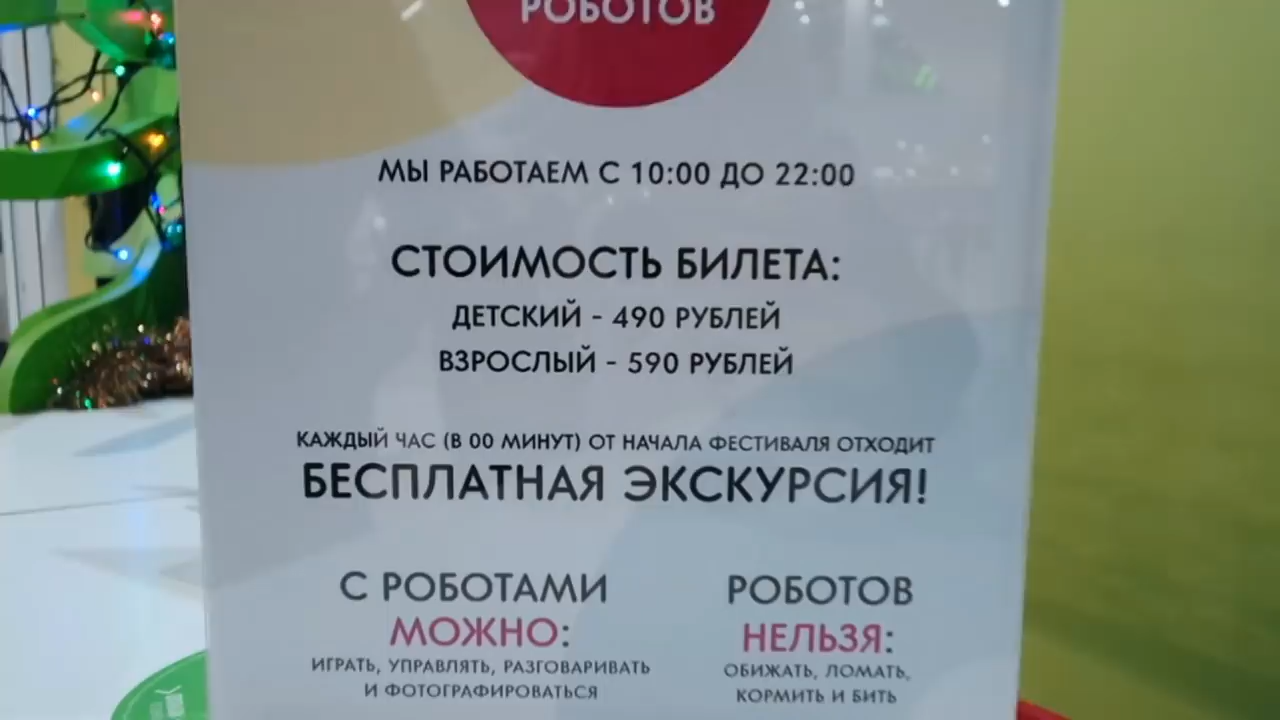 РОБОТОВ
МЫ РАБОТАЕМ С 10:00 ДО 22:00
СТОИМОСТЬ БИЛЕТА:
ДЕТСКИЙ - 490 РУБЛЕЙ
ВЗРОСЛЫЙ - 590 РУБЛЕЙ
КАЖДЫЙ ЧАС (В 00 МИНУТ) ОТ НАЧАЛА ФЕСТИВАЛЯ ОТХОДИТ
БЕСПЛАТНАЯ ЭКСКУРСИЯ!
С РОБОТАМИ
МОЖНО:
ИГРАТЬ, УПРАВЛЯТЬ, РАЗГОВАРИВАТЬ
И ФОТОГРАФИРОВАТЬСЯ
РОБОТОВ
НЕЛЬЗЯ:
ОБИЖАТЬ, ЛОМАТЬ,
КОРМИТЬ И БИТЬ